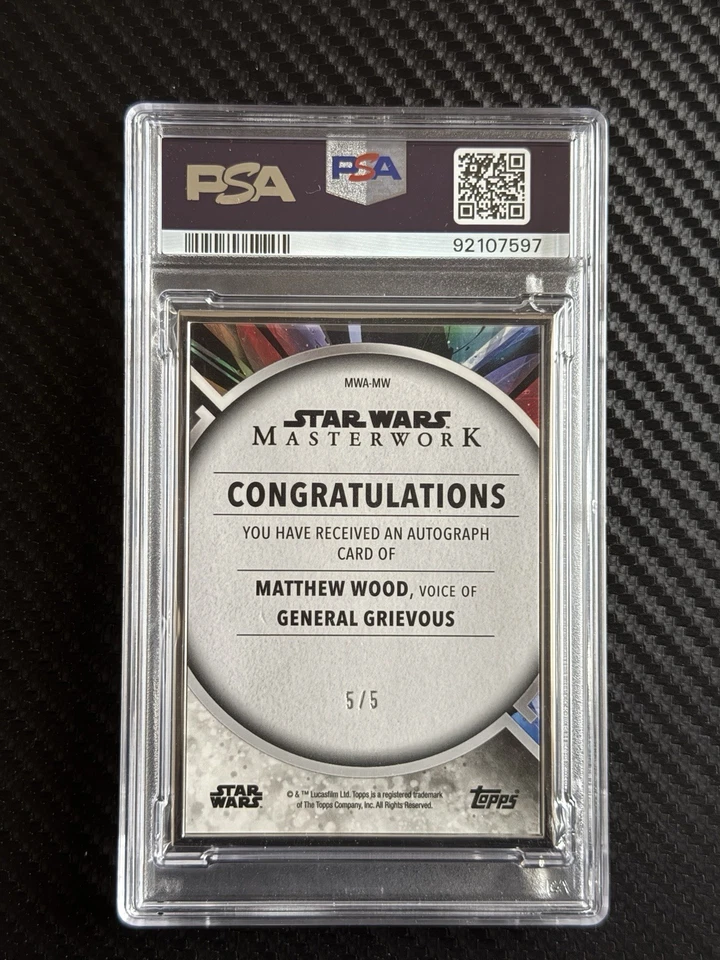 PSA PSA
92107597
MWA-MW
STAR WARS
MASTERWORK
CONGRATULATIONS
YOU HAVE RECEIVED AN AUTOGRAPH
CARD OF
MATTHEW WOOD, VOICE OF
GENERAL GRIEVOUS
5/5
STAR
WARS
© & ™ Lucasfilm Ltd. Topps is a registered trademark
of The Topps Company, Inc. All Rights Reserved.
Topps